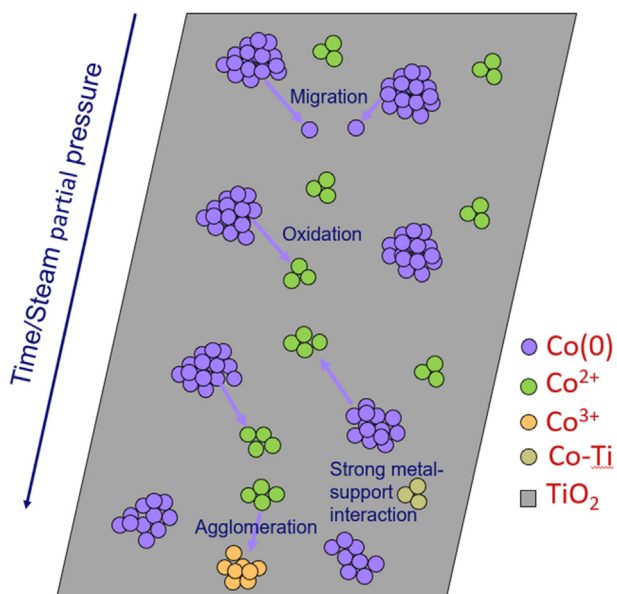 Time/Steam partial pressure
Migration
Oxidation
Strong metal-
support
interaction
Agglomeration
Co(0)
Co²⁺
Co³⁺
Co-Ti
TiO₂